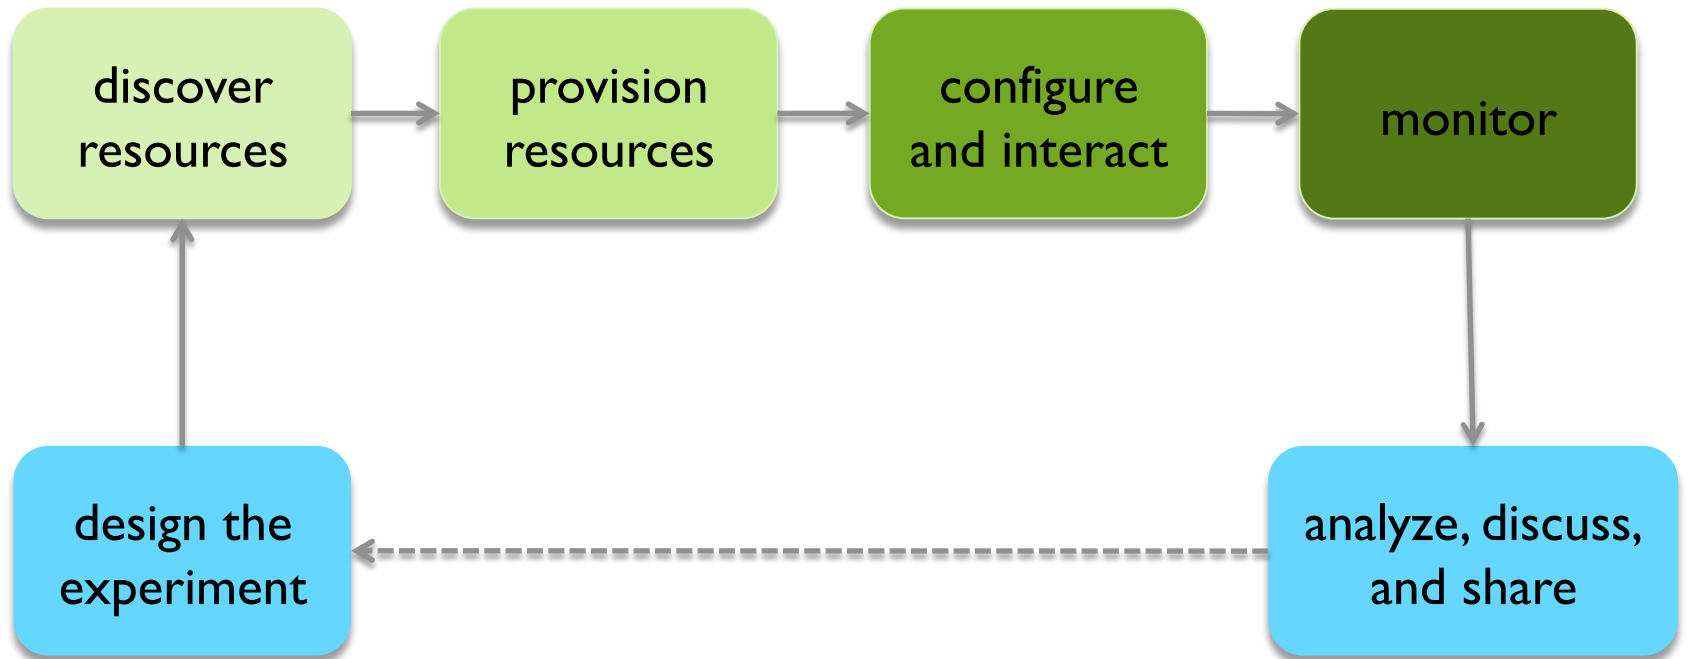 discover
resources
provision
resources
configure
and interact
monitor
design the
experiment
analyze, discuss,
and share